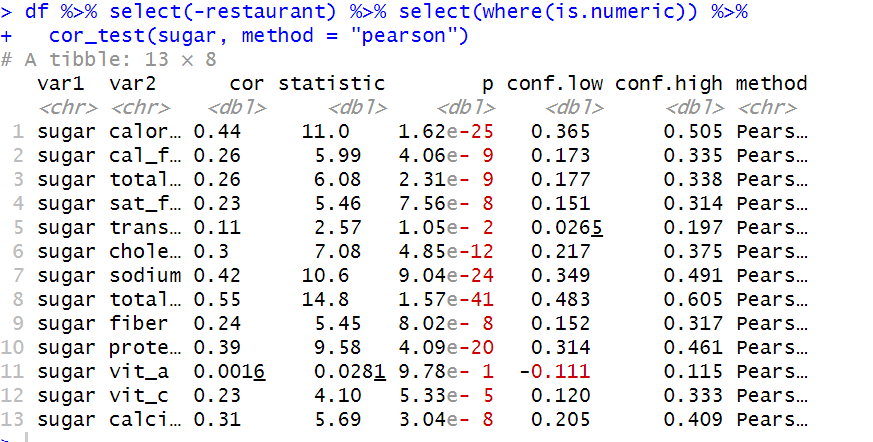 > df %>% select(-restaurant) %>% select(where(is.numeric)) %>%
+   cor_test(sugar, method = "pearson")
# A tibble: 13 × 8
var1 var2 cor statistic p conf.low conf.high method
<chr> <chr> <dbl> <dbl> <dbl> <dbl> <dbl> <chr>
1 sugar calor… 0.44 11.0 1.62e-25 0.365 0.505 Pears…
2 sugar cal_f… 0.26 5.99 4.06e- 9 0.173 0.335 Pears…
3 sugar total… 0.26 6.08 2.31e- 9 0.177 0.338 Pears…
4 sugar sat_f… 0.23 5.46 7.56e- 8 0.151 0.314 Pears…
5 sugar trans… 0.11 2.57 1.05e- 2 0.0265 0.197 Pears…
6 sugar chole… 0.3 7.08 4.85e-12 0.217 0.375 Pears…
7 sugar sodium 0.42 10.6 9.04e-24 0.349 0.491 Pears…
8 sugar total… 0.55 14.8 1.57e-41 0.483 0.605 Pears…
9 sugar fiber 0.24 5.45 8.02e- 8 0.152 0.317 Pears…
10 sugar prote… 0.39 9.58 4.09e-20 0.314 0.461 Pears…
11 sugar vit_a 0.0016 0.0281 9.78e- 1 -0.111 0.115 Pears…
12 sugar vit_c 0.23 4.10 5.33e- 5 0.120 0.333 Pears…
13 sugar calci… 0.31 5.69 3.04e- 8 0.205 0.409 Pears…